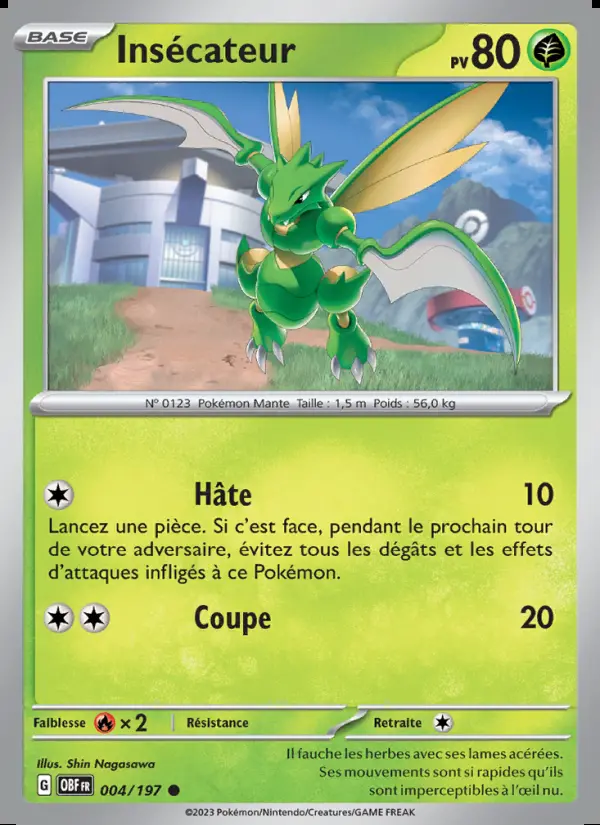 BASE Insécateur PV 80
N° 0123 Pokémon Mante Taille : 1,5 m Poids : 56,0 kg
Hâte 10
Lancez une pièce. Si c'est face, pendant le prochain tour
de votre adversaire, évitez tous les dégâts et les effets
d'attaques infligés à ce Pokémon.
Coupe 20
Faiblesse ×2 Résistance Retraite
Illus. Shin Nagasawa
Il fauche les herbes avec ses lames acérées.
Ses mouvements sont si rapides qu'ils
sont imperceptibles à l'œil nu.
G OBF FR 004/197
©2023 Pokémon/Nintendo/Creatures/GAME FREAK